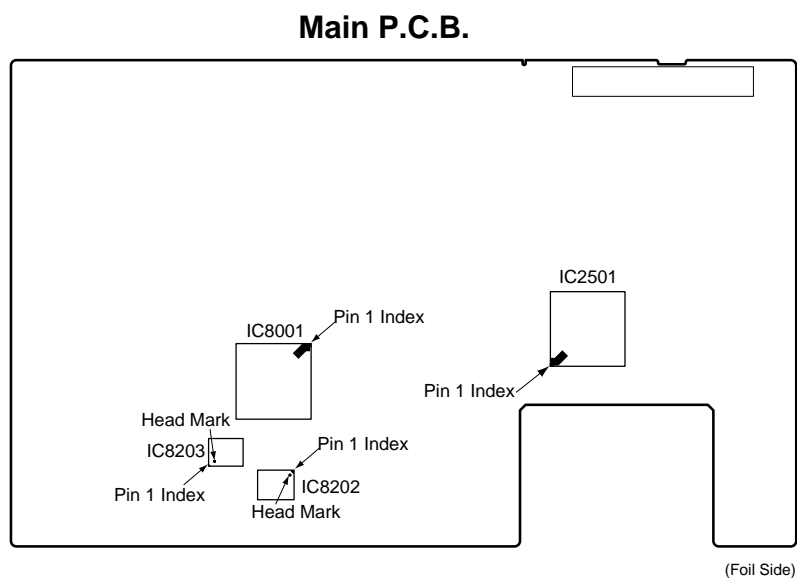 Main P.C.B.
IC2501
Pin 1 Index
IC8001
Pin 1 Index
Head Mark
Pin 1 Index
IC8203
IC8202
Pin 1 Index
Head Mark
(Foil Side)